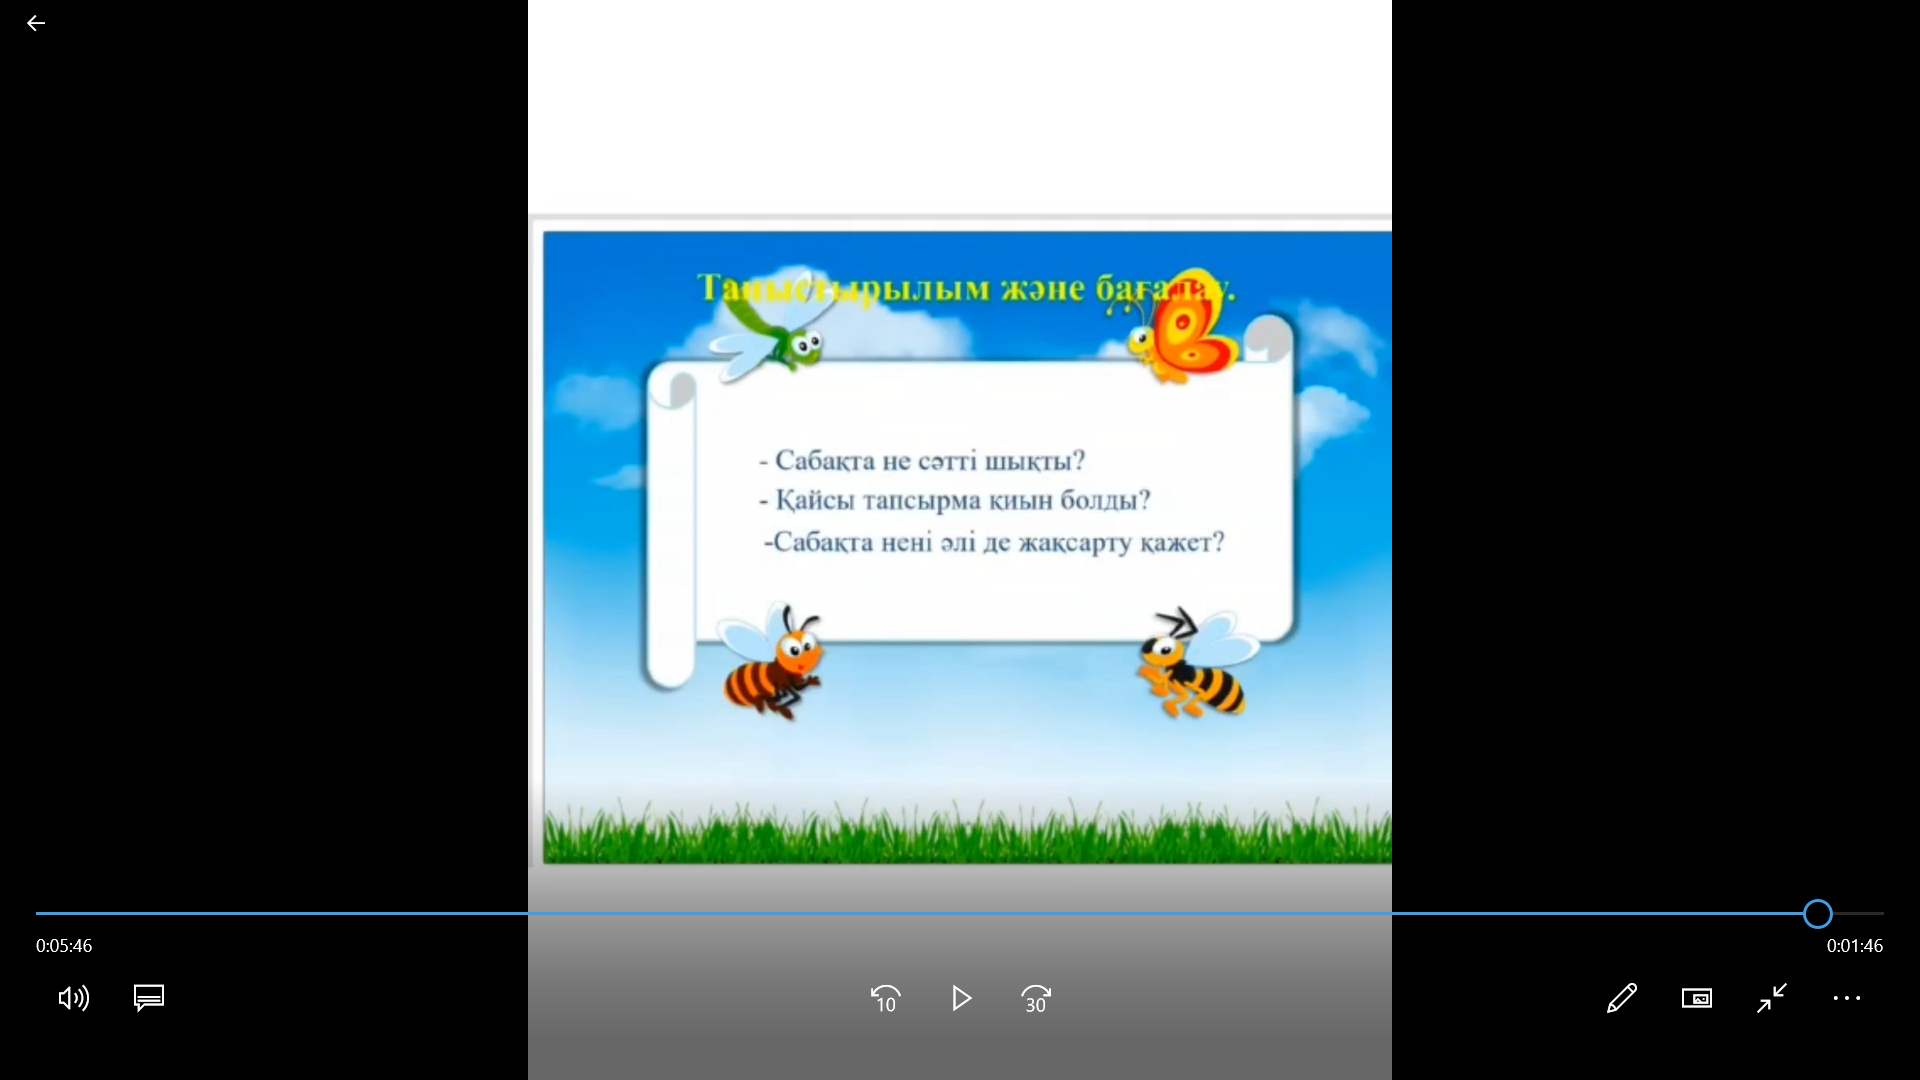 Таныстырылым және бағалау.
- Сабақта не сәтті шықты?
- Қайсы тапсырма қиын болды?
-Сабақта нені әлі де жақсарту қажет?
0:05:46
0:01:46
10
30